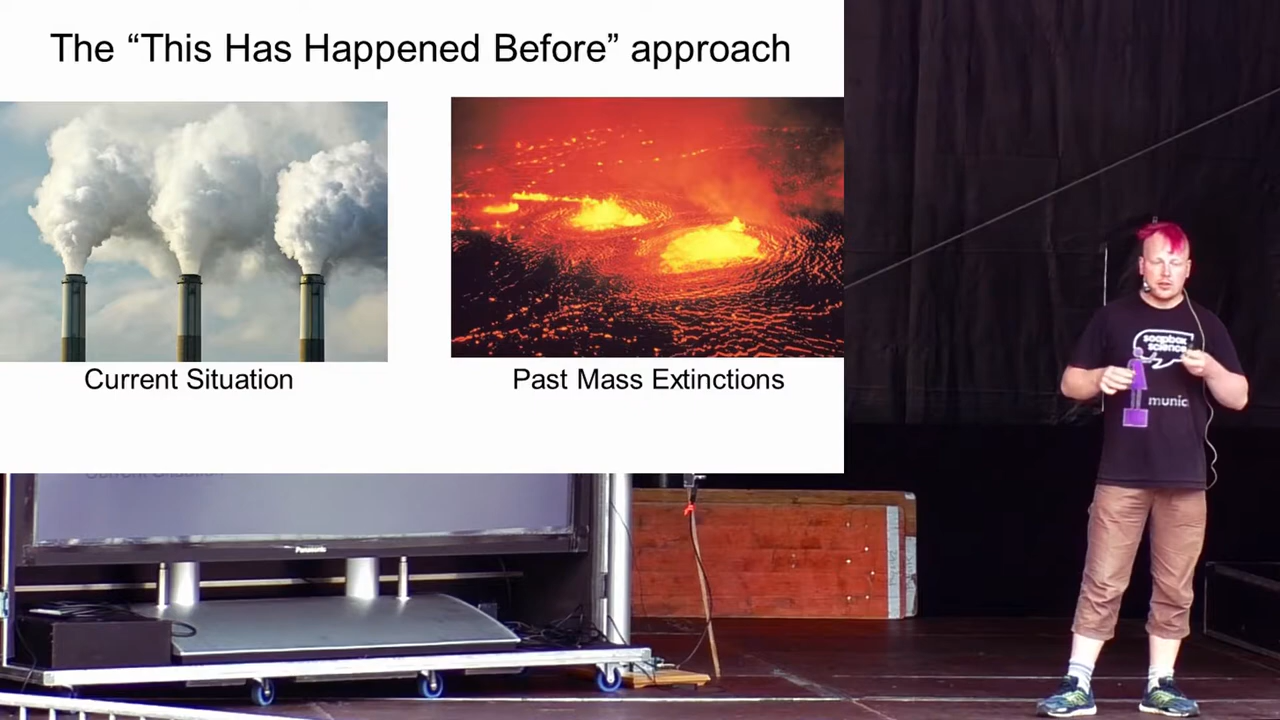 The “This Has Happened Before” approach
Current Situation
Past Mass Extinctions
Panasonic
soapbox
science
munic